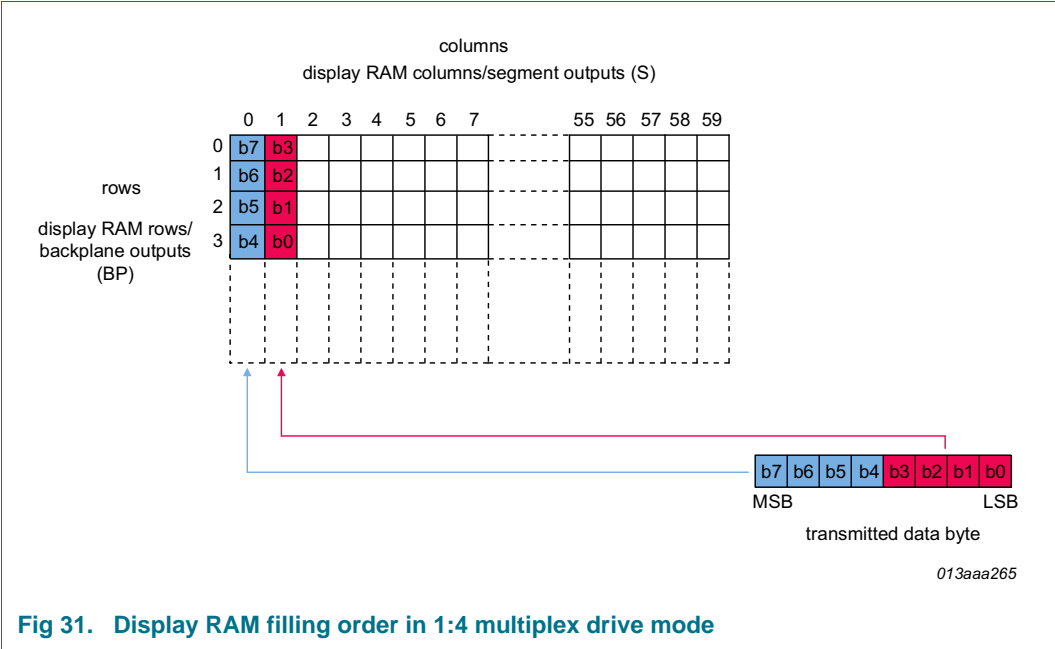 columns
display RAM columns/segment outputs (S)
0 1 2 3 4 5 6 7 55 56 57 58 59
0 b7 b3
1 b6 b2
rows
2 b5 b1
display RAM rows/
3 b4 b0
backplane outputs
(BP)
b7 b6 b5 b4 b3 b2 b1 b0
MSB LSB
transmitted data byte
013aaa265
Fig 31. Display RAM filling order in 1:4 multiplex drive mode